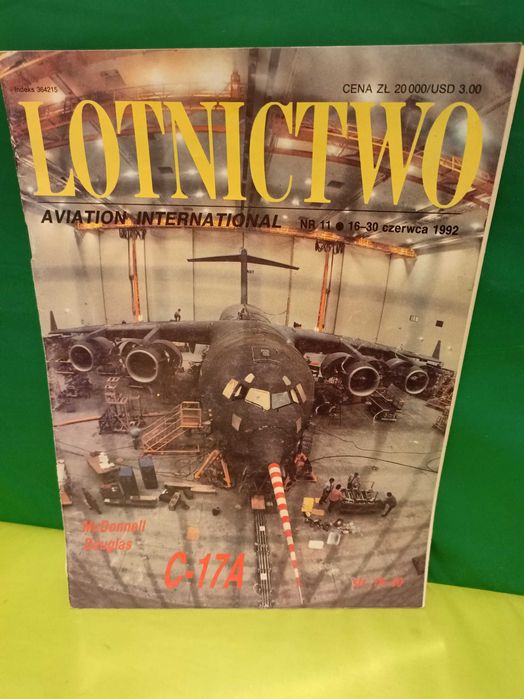 Indeks 364215
CENA ZŁ 20 000/USD 3.00
LOTNICTWO
AVIATION INTERNATIONAL NR 11 ● 16–30 czerwca 1992
McDonnell
Douglas
C-17A